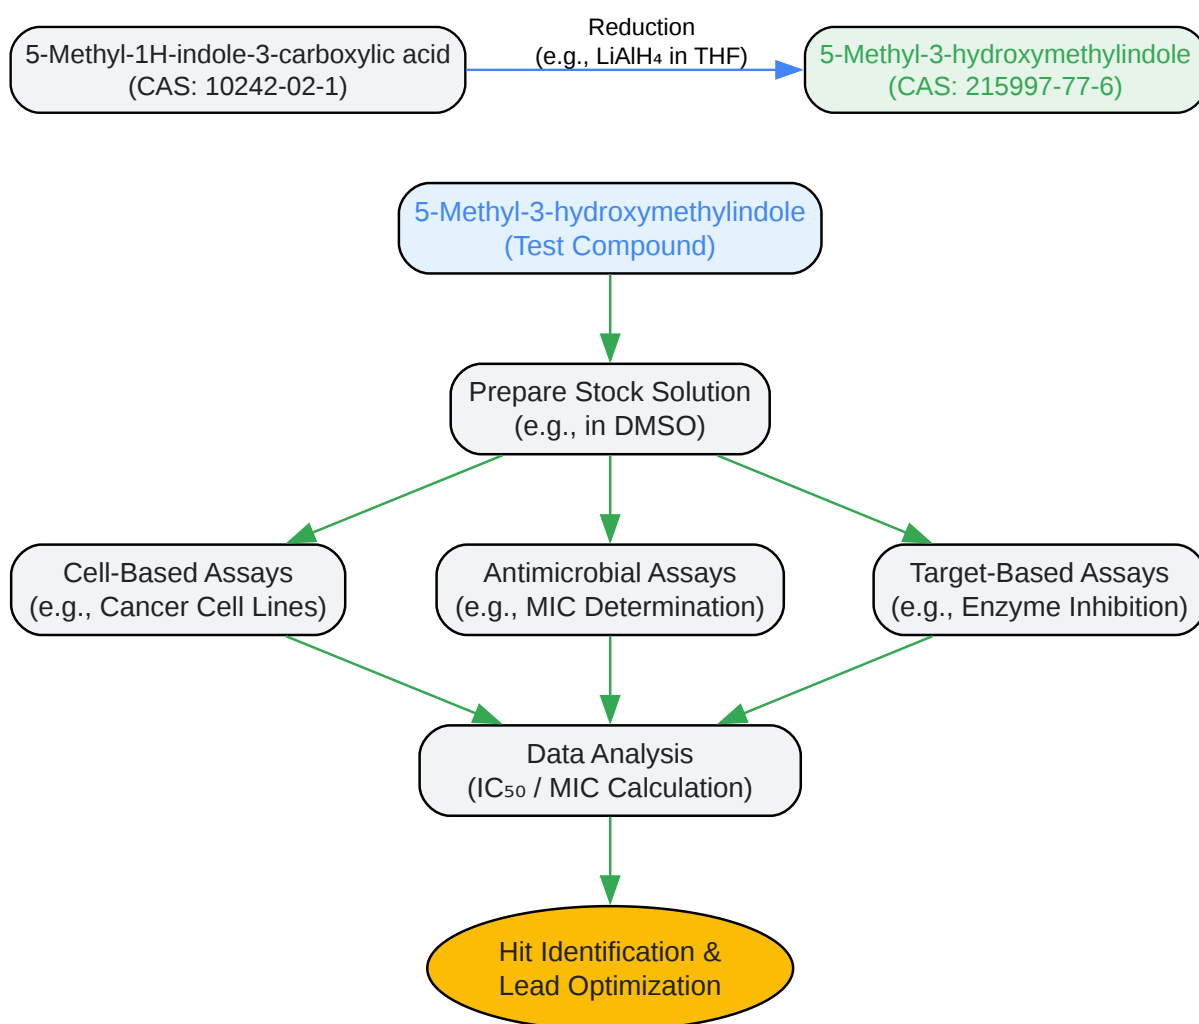 5-Methyl-1H-indole-3-carboxylic acid
(CAS: 10242-02-1)
Reduction
(e.g., LiAlH₄ in THF)
5-Methyl-3-hydroxymethylindole
(CAS: 215997-77-6)
5-Methyl-3-hydroxymethylindole
(Test Compound)
Prepare Stock Solution
(e.g., in DMSO)
Cell-Based Assays
(e.g., Cancer Cell Lines)
Antimicrobial Assays
(e.g., MIC Determination)
Target-Based Assays
(e.g., Enzyme Inhibition)
Data Analysis
(IC₅₀ / MIC Calculation)
Hit Identification &
Lead Optimization